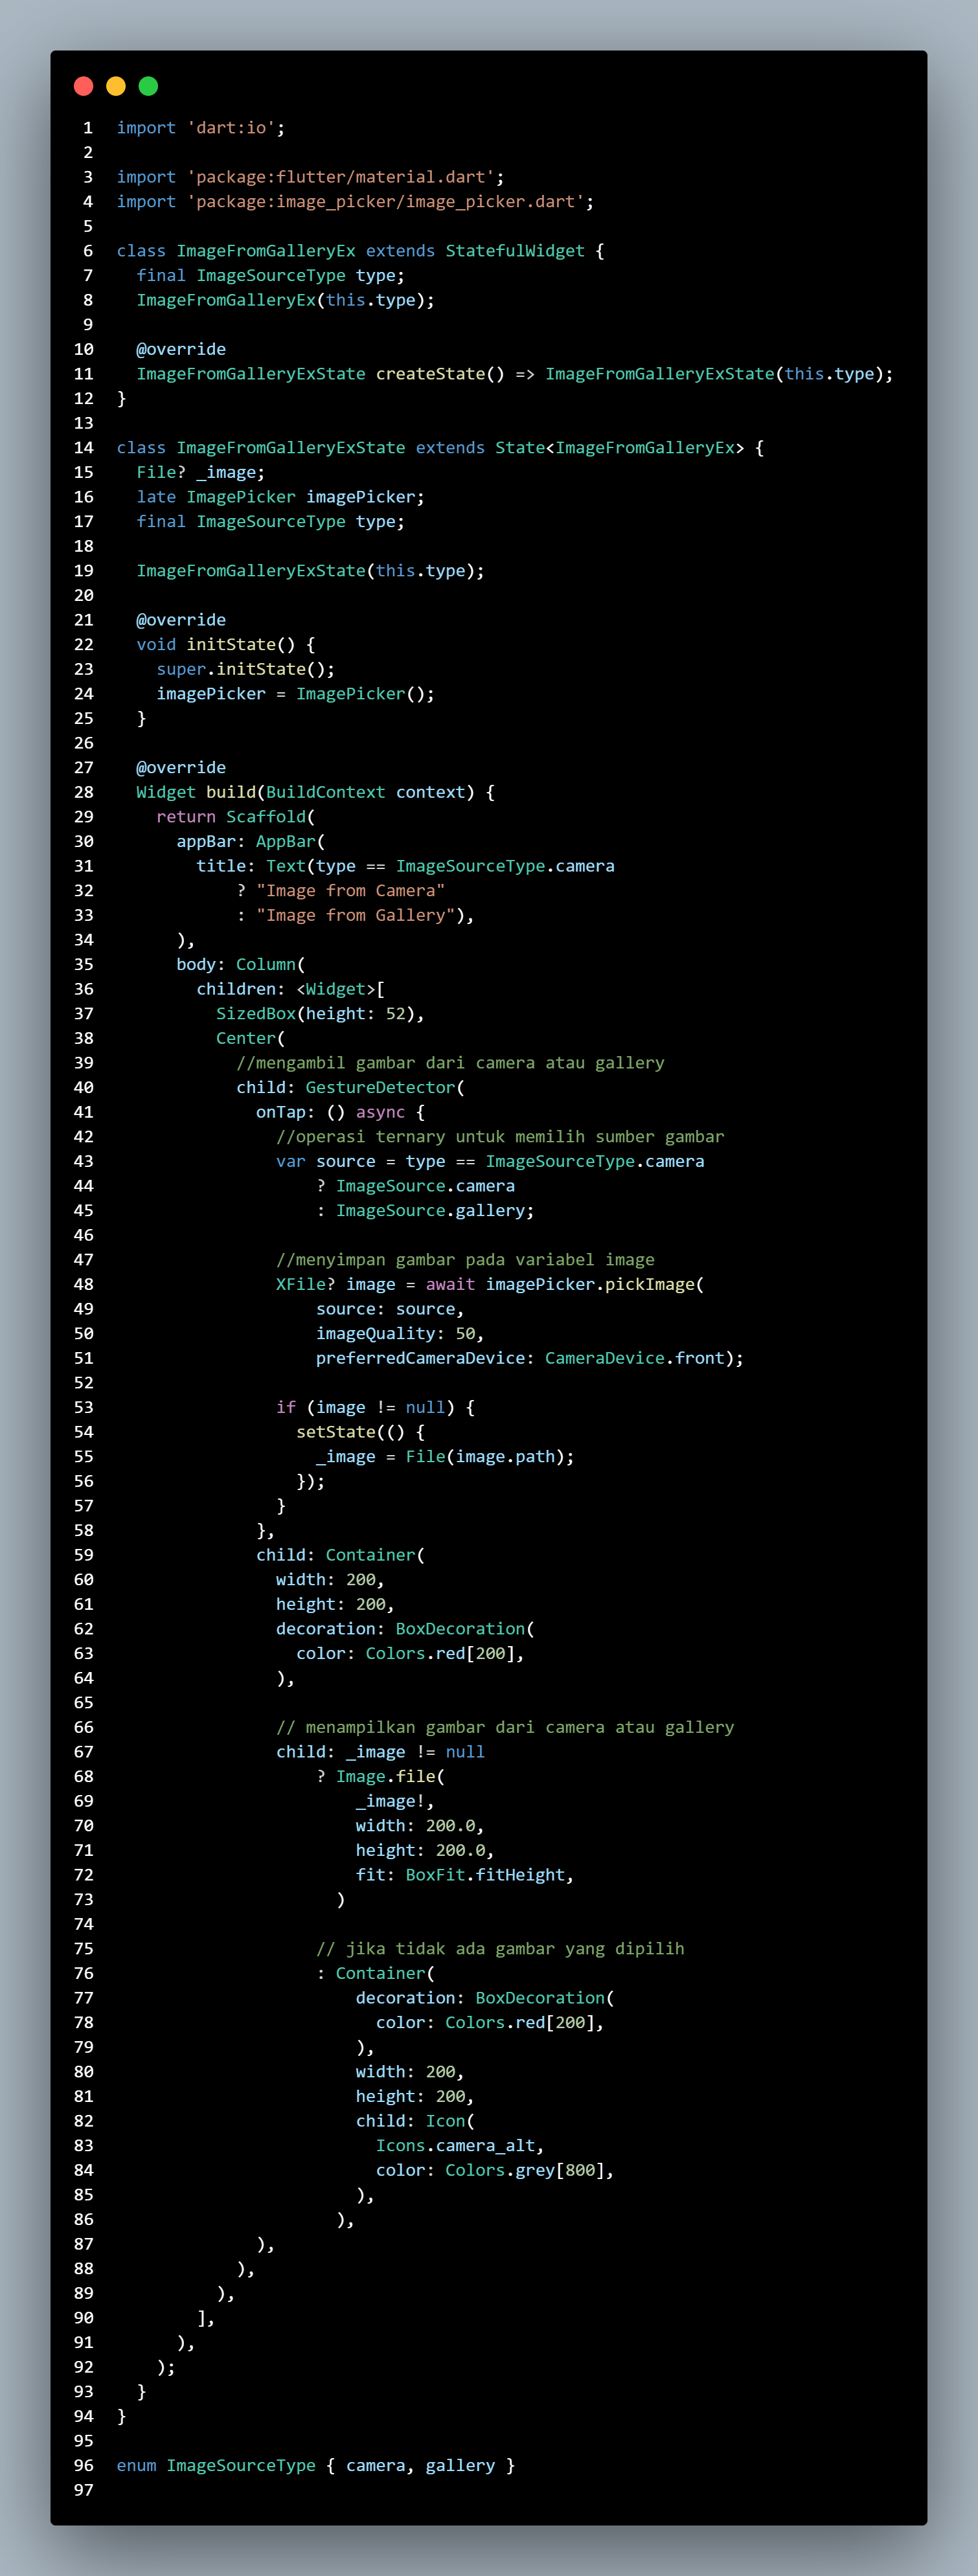 1 import 'dart:io';
2
3 import 'package:flutter/material.dart';
4 import 'package:image_picker/image_picker.dart';
5
6 class ImageFromGalleryEx extends StatefulWidget {
7   final ImageSourceType type;
8   ImageFromGalleryEx(this.type);
9
10   @override
11   ImageFromGalleryExState createState() => ImageFromGalleryExState(this.type);
12 }
13
14 class ImageFromGalleryExState extends State<ImageFromGalleryEx> {
15   File? _image;
16   late ImagePicker imagePicker;
17   final ImageSourceType type;
18
19   ImageFromGalleryExState(this.type);
20
21   @override
22   void initState() {
23     super.initState();
24     imagePicker = ImagePicker();
25   }
26
27   @override
28   Widget build(BuildContext context) {
29     return Scaffold(
30       appBar: AppBar(
31         title: Text(type == ImageSourceType.camera
32             ? "Image from Camera"
33             : "Image from Gallery"),
34       ),
35       body: Column(
36         children: <Widget>[
37           SizedBox(height: 52),
38           Center(
39             //mengambil gambar dari camera atau gallery
40             child: GestureDetector(
41               onTap: () async {
42                 //operasi ternary untuk memilih sumber gambar
43                 var source = type == ImageSourceType.camera
44                     ? ImageSource.camera
45                     : ImageSource.gallery;
46
47                 //menyimpan gambar pada variabel image
48                 XFile? image = await imagePicker.pickImage(
49                     source: source,
50                     imageQuality: 50,
51                     preferredCameraDevice: CameraDevice.front);
52
53                 if (image != null) {
54                   setState(() {
55                     _image = File(image.path);
56                   });
57                 }
58               },
59               child: Container(
60                 width: 200,
61                 height: 200,
62                 decoration: BoxDecoration(
63                   color: Colors.red[200],
64                 ),
65
66                 // menampilkan gambar dari camera atau gallery
67                 child: _image != null
68                     ? Image.file(
69                         _image!,
70                         width: 200.0,
71                         height: 200.0,
72                         fit: BoxFit.fitHeight,
73                       )
74
75                     // jika tidak ada gambar yang dipilih
76                     : Container(
77                         decoration: BoxDecoration(
78                           color: Colors.red[200],
79                         ),
80                         width: 200,
81                         height: 200,
82                         child: Icon(
83                           Icons.camera_alt,
84                           color: Colors.grey[800],
85                         ),
86                       ),
87               ),
88             ),
89           ),
90         ],
91       ),
92     );
93   }
94 }
95
96 enum ImageSourceType { camera, gallery }
97